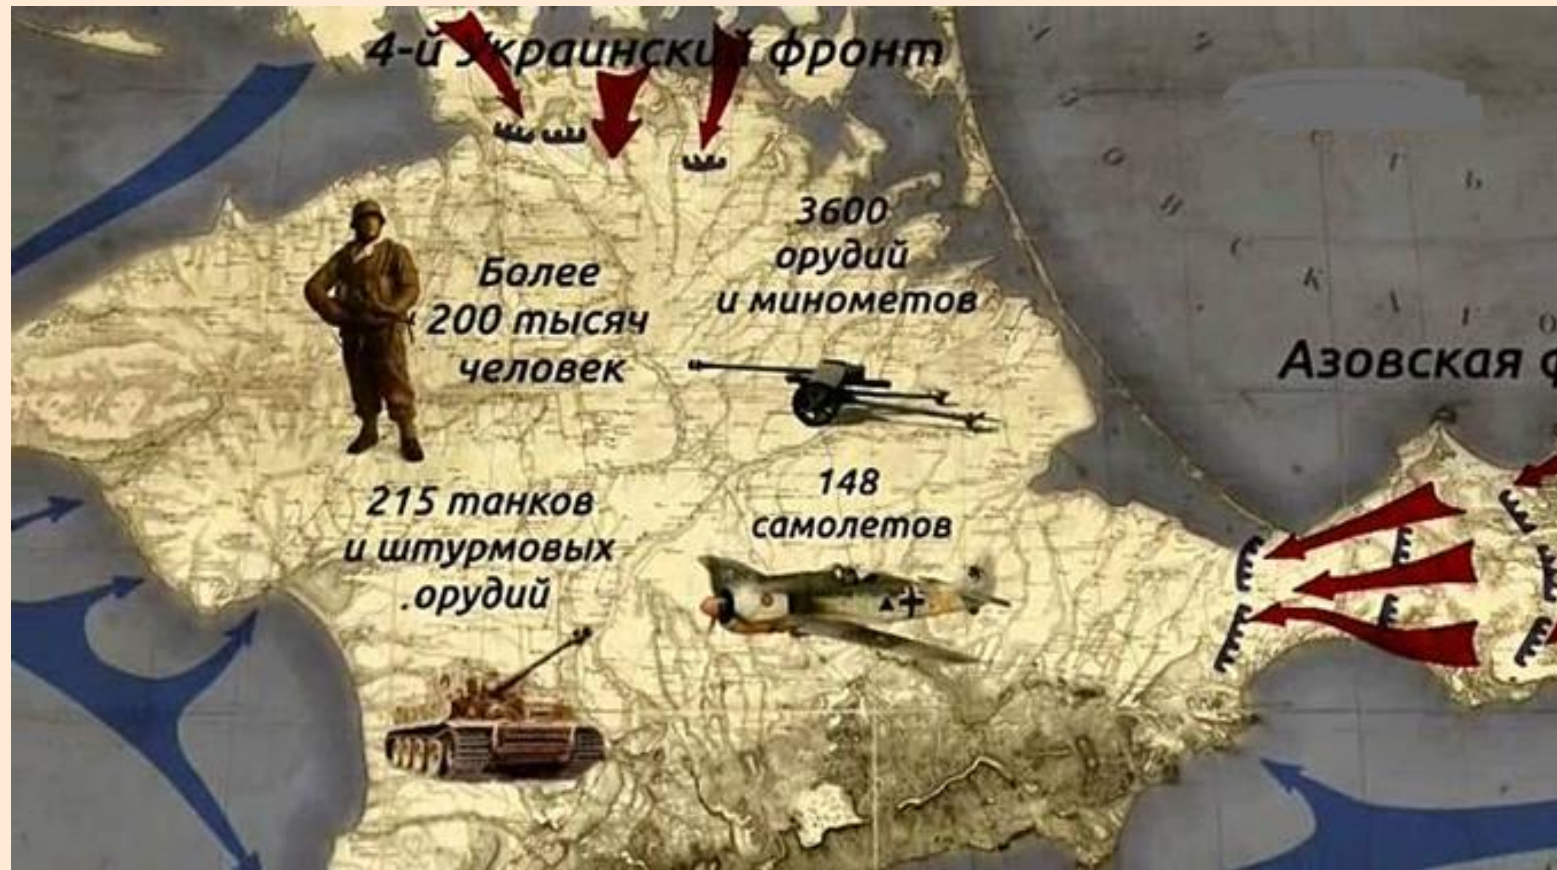 4-й Украинский фронт
3600
орудий
и минометов
Более
200 тысяч
человек
Азовская ф
148
самолетов
215 танков
и штурмовых
.орудий